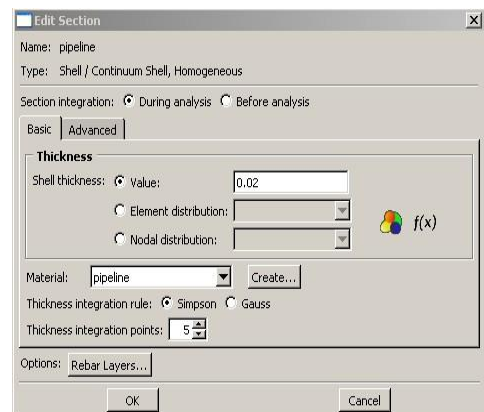 Edit Section
Name: pipeline
Type: Shell / Continuum Shell, Homogeneous
Section integration: During analysis Before analysis
Basic Advanced
Thickness
Shell thickness: Value: 0.02
Element distribution:
f(x)
Nodal distribution:
Material: pipeline Create...
Thickness integration rule: Simpson Gauss
Thickness integration points: 5
Options: Rebar Layers...
OK Cancel